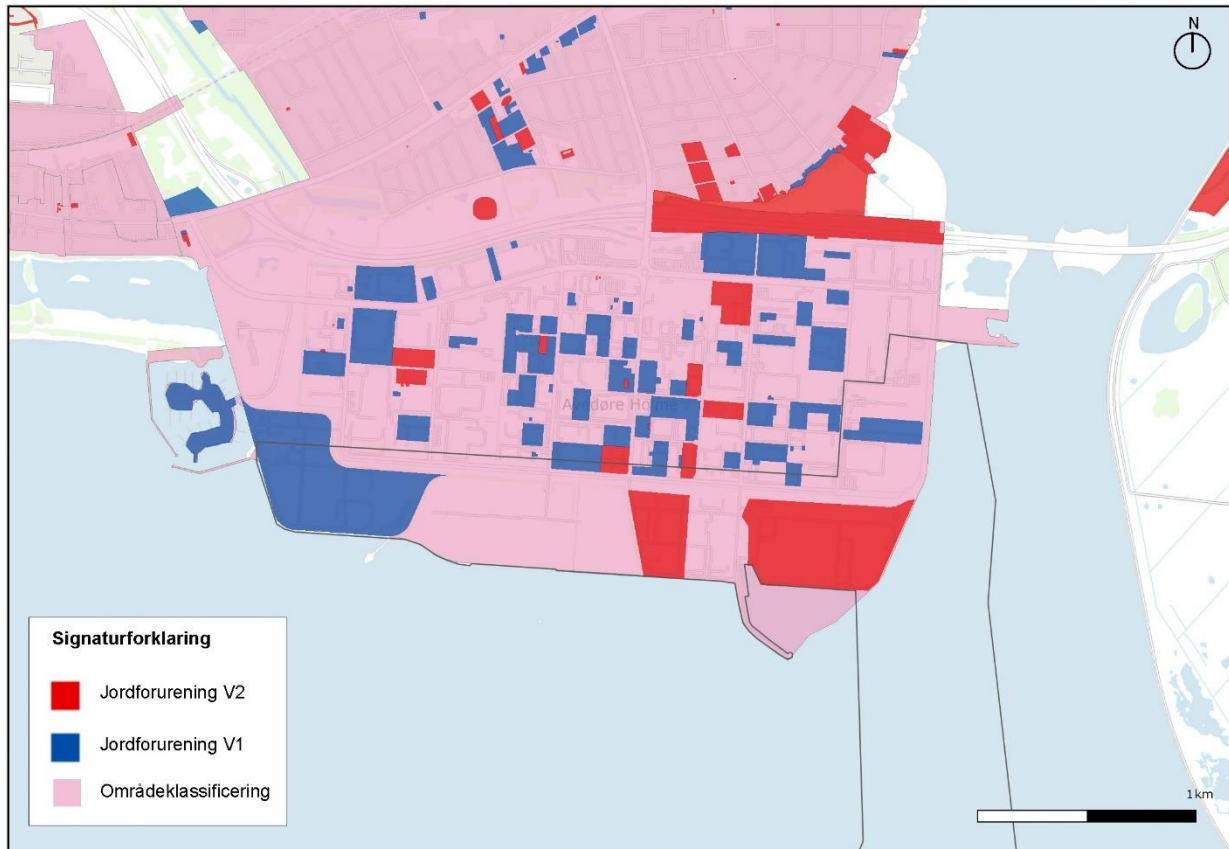 N
Avedøre Holme
Signaturforklaring
Jordforurening V2
Jordforurening V1
Områdeklassificering
1 km